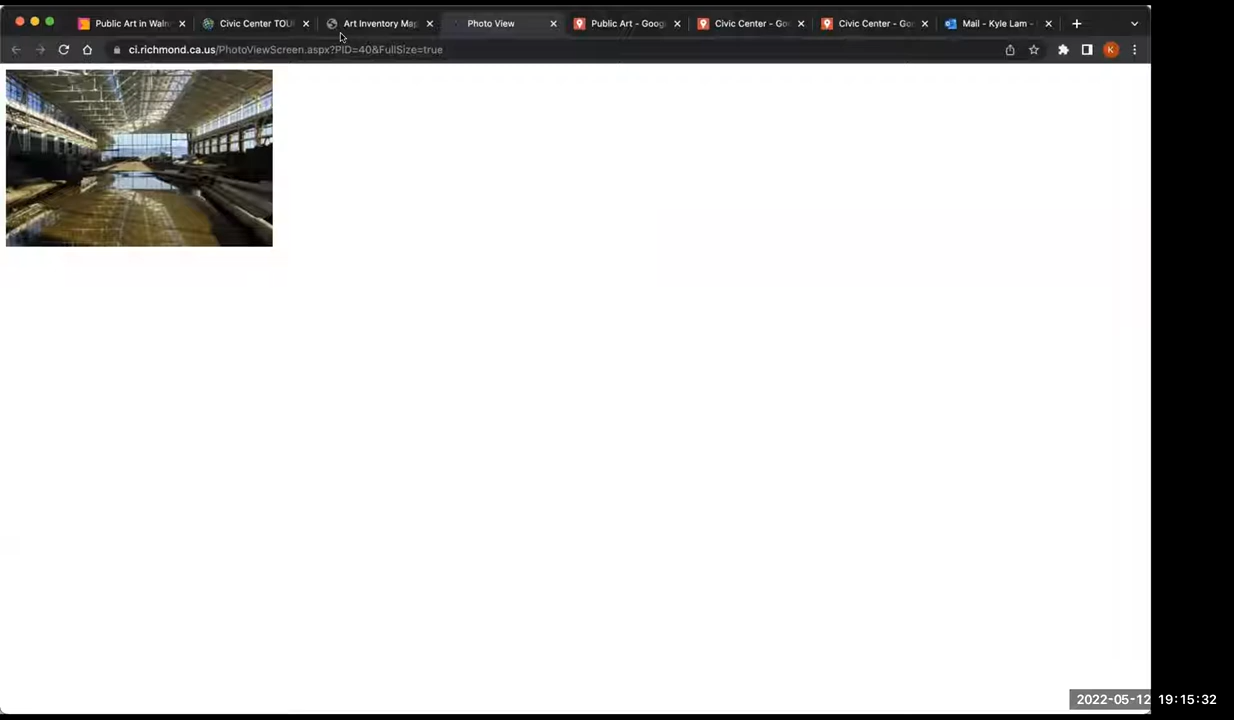 Public Art in Waln
Civic Center TOU
Art Inventory Map
Photo View
Public Art - Goog
Civic Center - Go
Civic Center - Go
Mail - Kyle Lam -
ci.richmond.ca.us/PhotoViewScreen.aspx?PID=40&FullSize=true
K
2022-05-12 19:15:32